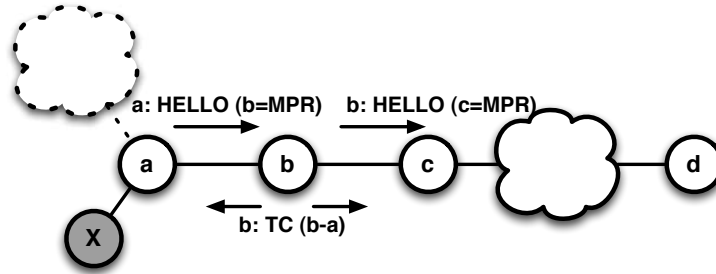 a: HELLO (b=MPR) b: HELLO (c=MPR)
a b c d
b: TC (b-a)
X